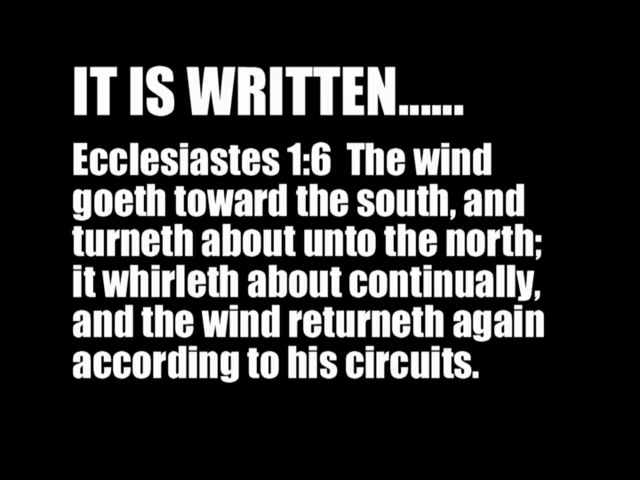 IT IS WRITTEN......
Ecclesiastes 1:6  The wind
goeth toward the south, and
turneth about unto the north;
it whirleth about continually,
and the wind returneth again
according to his circuits.